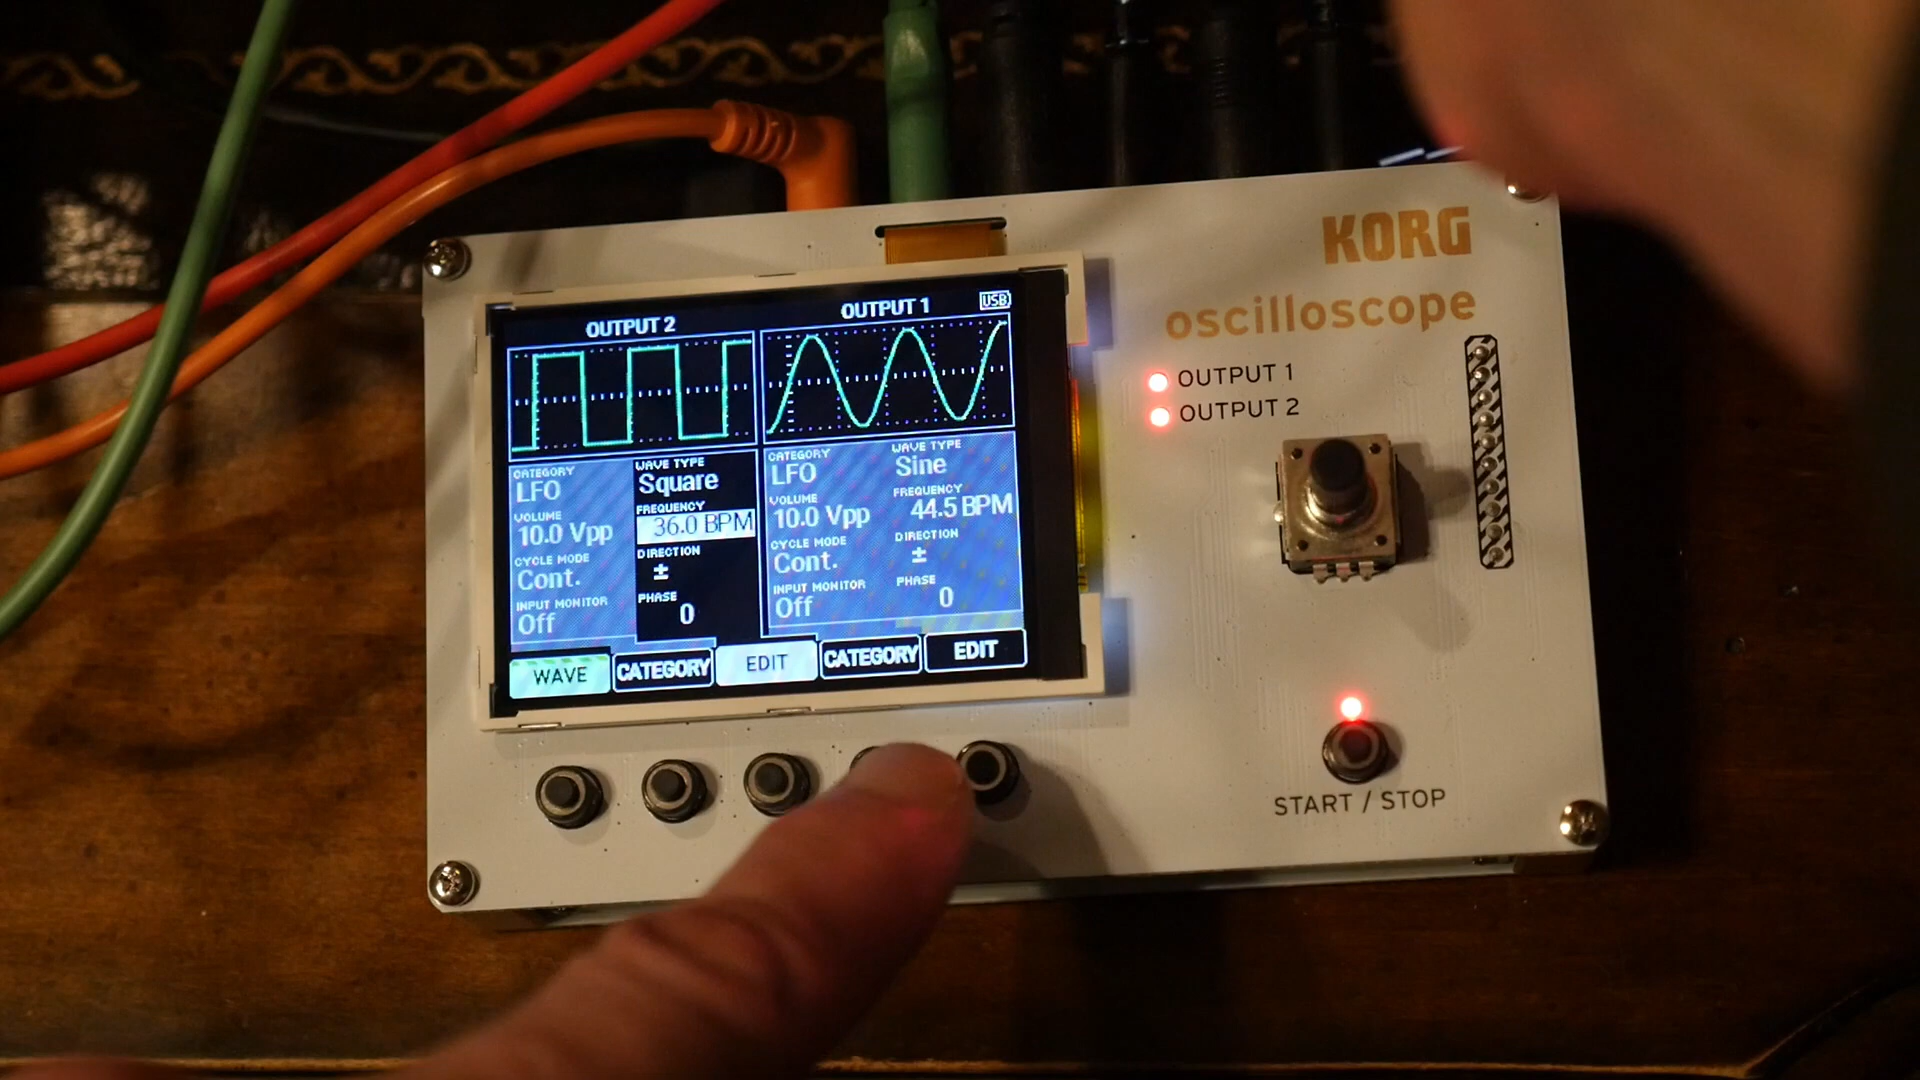 KORG
oscilloscope
OUTPUT 1
OUTPUT 2
START / STOP
USB
OUTPUT 2
CATEGORY
LFO
VOLUME
10.0 Vpp
CYCLE MODE
Cont.
INPUT MONITOR
Off
WAVE TYPE
Square
FREQUENCY
36.0 BPM
DIRECTION
±
PHASE
0
OUTPUT 1
CATEGORY
LFO
VOLUME
10.0 Vpp
CYCLE MODE
Cont.
INPUT MONITOR
Off
WAVE TYPE
Sine
FREQUENCY
44.5 BPM
DIRECTION
±
PHASE
0
WAVE
CATEGORY
EDIT
CATEGORY
EDIT